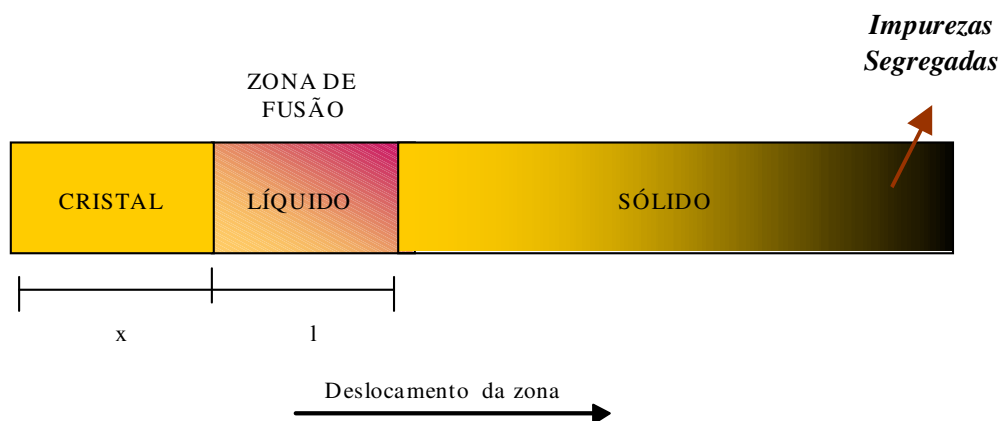 Impurezas
Segregadas
ZONA DE
FUSÃO
CRISTAL
LÍQUIDO
SÓLIDO
x
l
Deslocamento da zona